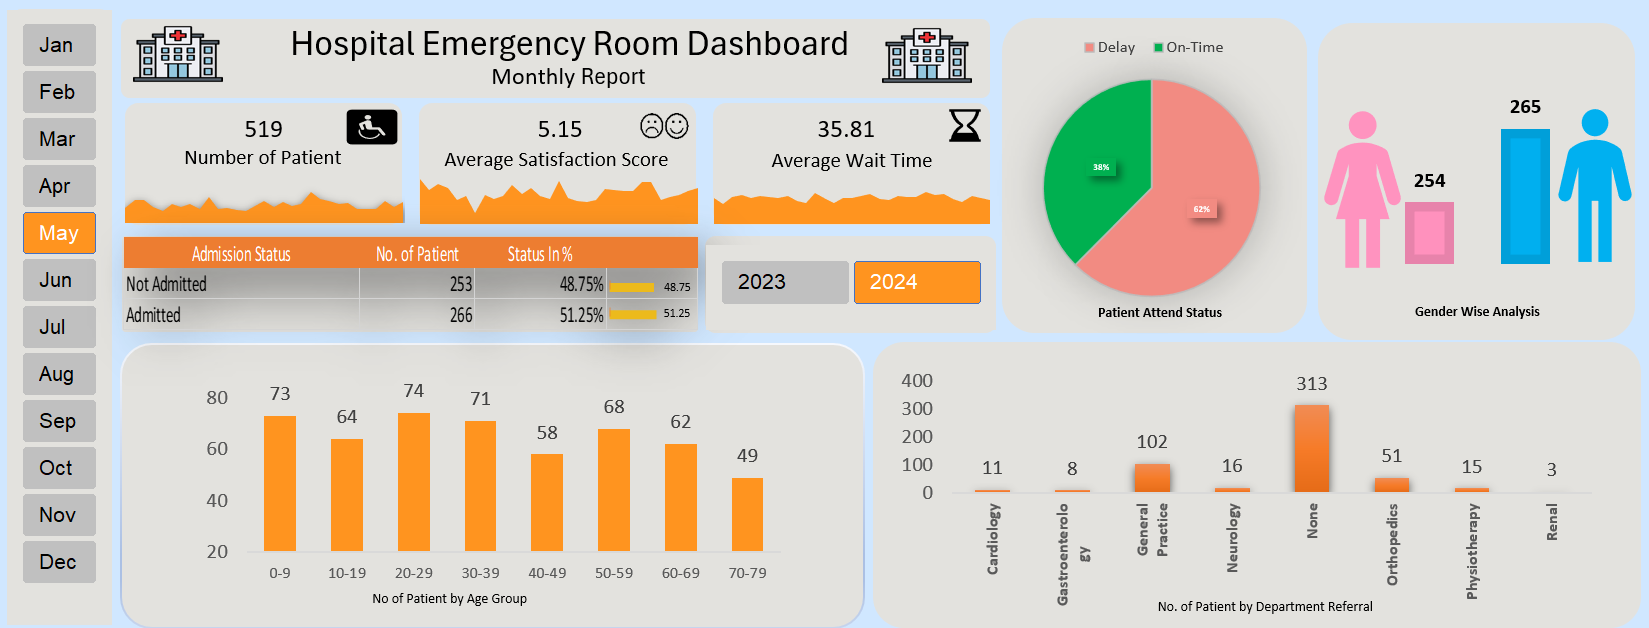 Jan
Feb
Mar
Apr
May
Jun
Jul
Aug
Sep
Oct
Nov
Dec
Hospital Emergency Room Dashboard
Monthly Report
519
Number of Patient
5.15
Average Satisfaction Score
35.81
Average Wait Time
Admission Status No. of Patient Status In %
Not Admitted 253 48.75% 48.75
Admitted 266 51.25% 51.25
2023 2024
Delay On-Time
38%
62%
Patient Attend Status
265
254
Gender Wise Analysis
80
60
40
20
73 64 74 71 58 68 62 49
0-9 10-19 20-29 30-39 40-49 50-59 60-69 70-79
No of Patient by Age Group
400
300
200
100
0
11 8 102 16 313 51 15 3
Cardiology
Gastroenterolo
gy
General
Practice
Neurology
None
Orthopedics
Physiotherapy
Renal
No. of Patient by Department Referral